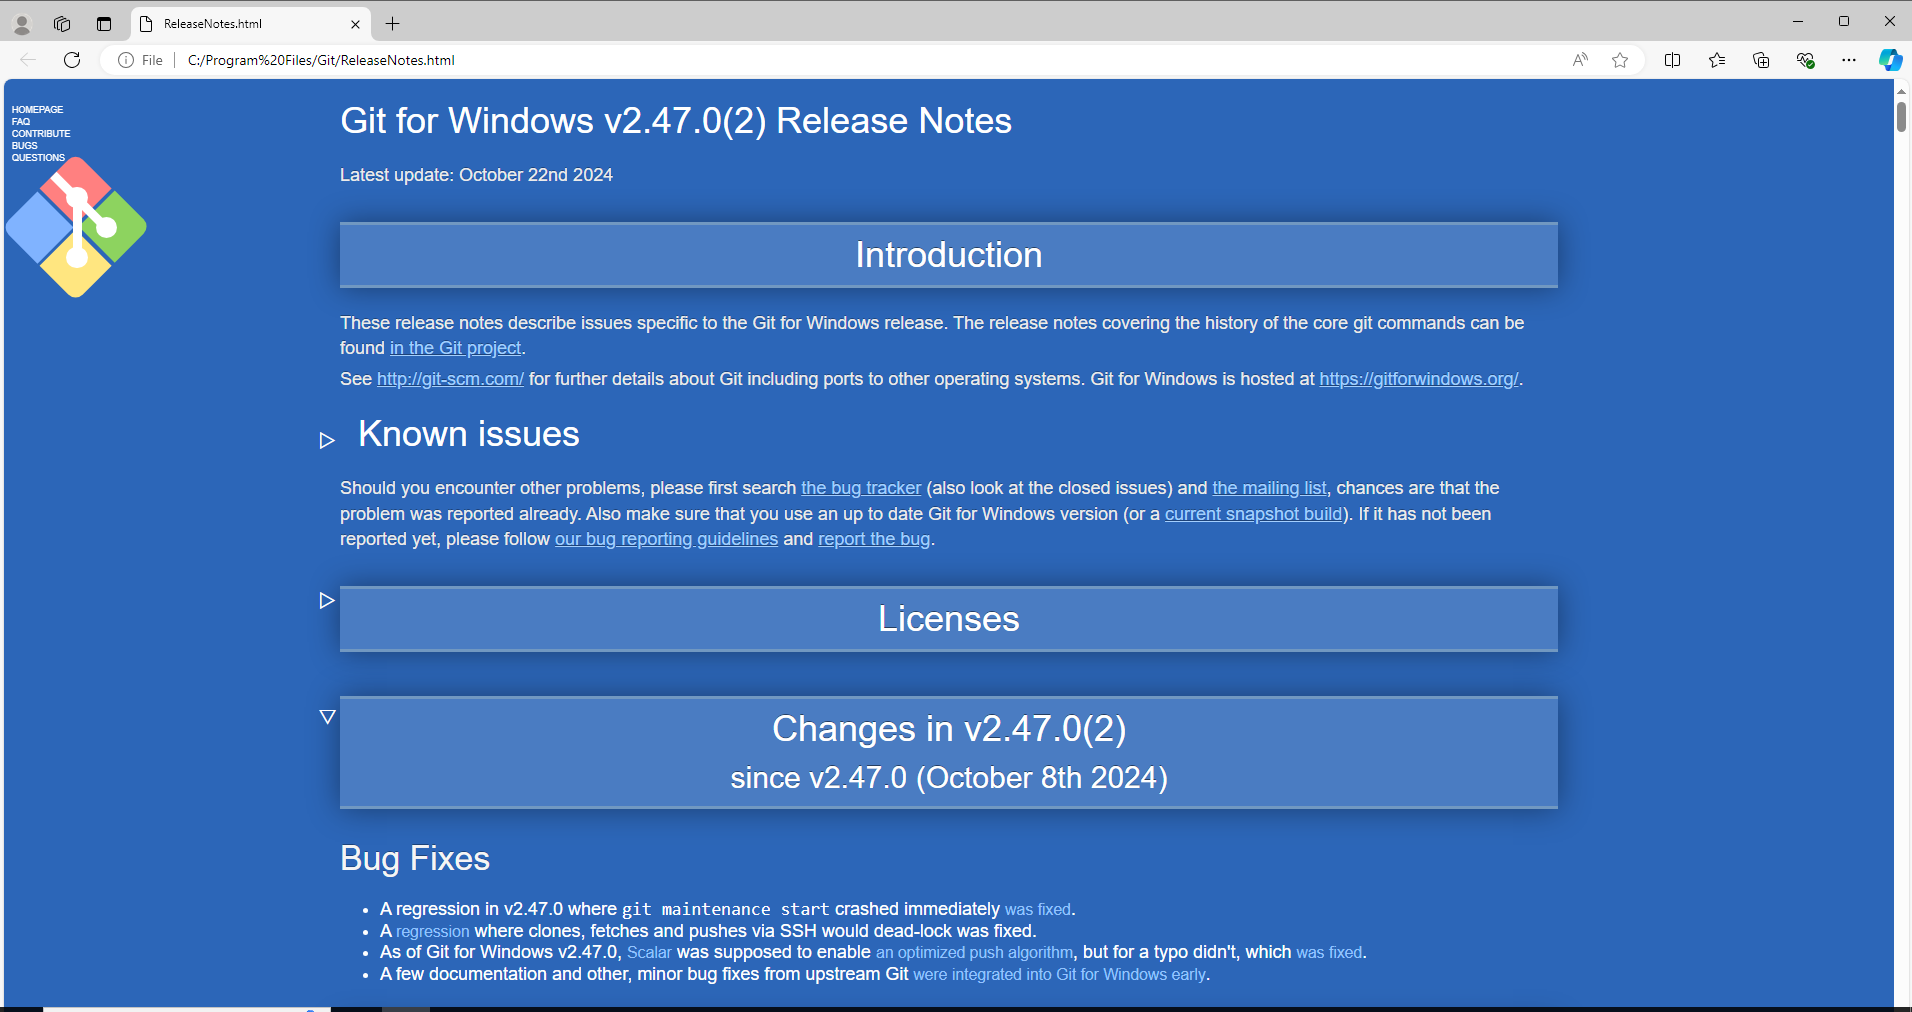 ReleaseNotes.html
File
C:/Program%20Files/Git/ReleaseNotes.html
HOMEPAGE
FAQ
CONTRIBUTE
BUGS
QUESTIONS
Git for Windows v2.47.0(2) Release Notes
Latest update: October 22nd 2024
Introduction
These release notes describe issues specific to the Git for Windows release. The release notes covering the history of the core git commands can be
found in the Git project.
See http://git-scm.com/ for further details about Git including ports to other operating systems. Git for Windows is hosted at https://gitforwindows.org/.
Known issues
Should you encounter other problems, please first search the bug tracker (also look at the closed issues) and the mailing list, chances are that the
problem was reported already. Also make sure that you use an up to date Git for Windows version (or a current snapshot build). If it has not been
reported yet, please follow our bug reporting guidelines and report the bug.
Licenses
Changes in v2.47.0(2)
since v2.47.0 (October 8th 2024)
Bug Fixes
• A regression in v2.47.0 where git maintenance start crashed immediately was fixed.
• A regression where clones, fetches and pushes via SSH would dead-lock was fixed.
• As of Git for Windows v2.47.0, Scalar was supposed to enable an optimized push algorithm, but for a typo didn't, which was fixed.
• A few documentation and other, minor bug fixes from upstream Git were integrated into Git for Windows early.